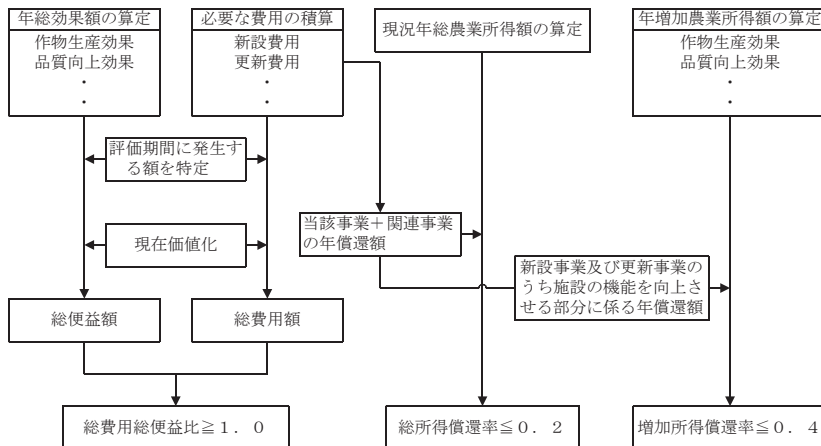 年総効果額の算定
作物生産効果
品質向上効果
・
・
必要な費用の積算
新設費用
更新費用
・
・
現況年総農業所得額の算定
年増加農業所得額の算定
作物生産効果
品質向上効果
・
・
評価期間に発生す
る額を特定
当該事業＋関連事業
の年償還額
現在価値化
新設事業及び更新事業の
うち施設の機能を向上さ
せる部分に係る年償還額
総便益額
総費用額
総費用総便益比≧１．０
総所得償還率≦０．２
増加所得償還率≦０．４